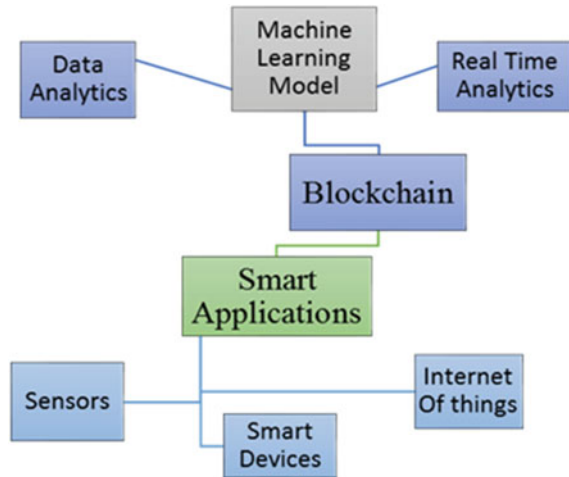 Machine
Learning
Model
Data
Analytics
Real Time
Analytics
Blockchain
Smart
Applications
Sensors
Internet
Of things
Smart
Devices